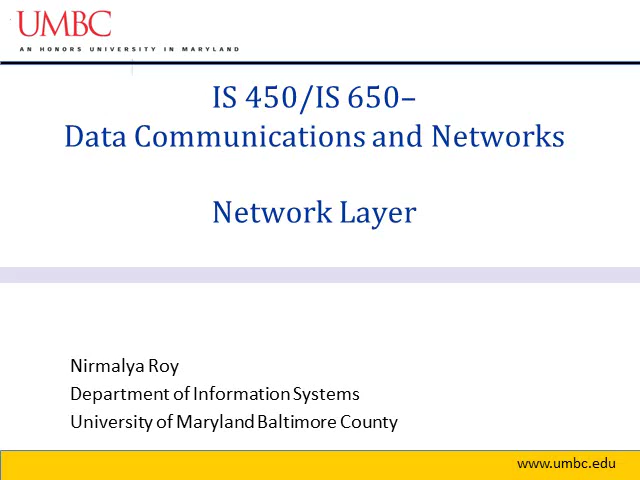 UMBC
AN HONORS UNIVERSITY IN MARYLAND
IS 450/IS 650–
Data Communications and Networks
Network Layer
Nirmalya Roy
Department of Information Systems
University of Maryland Baltimore County
www.umbc.edu